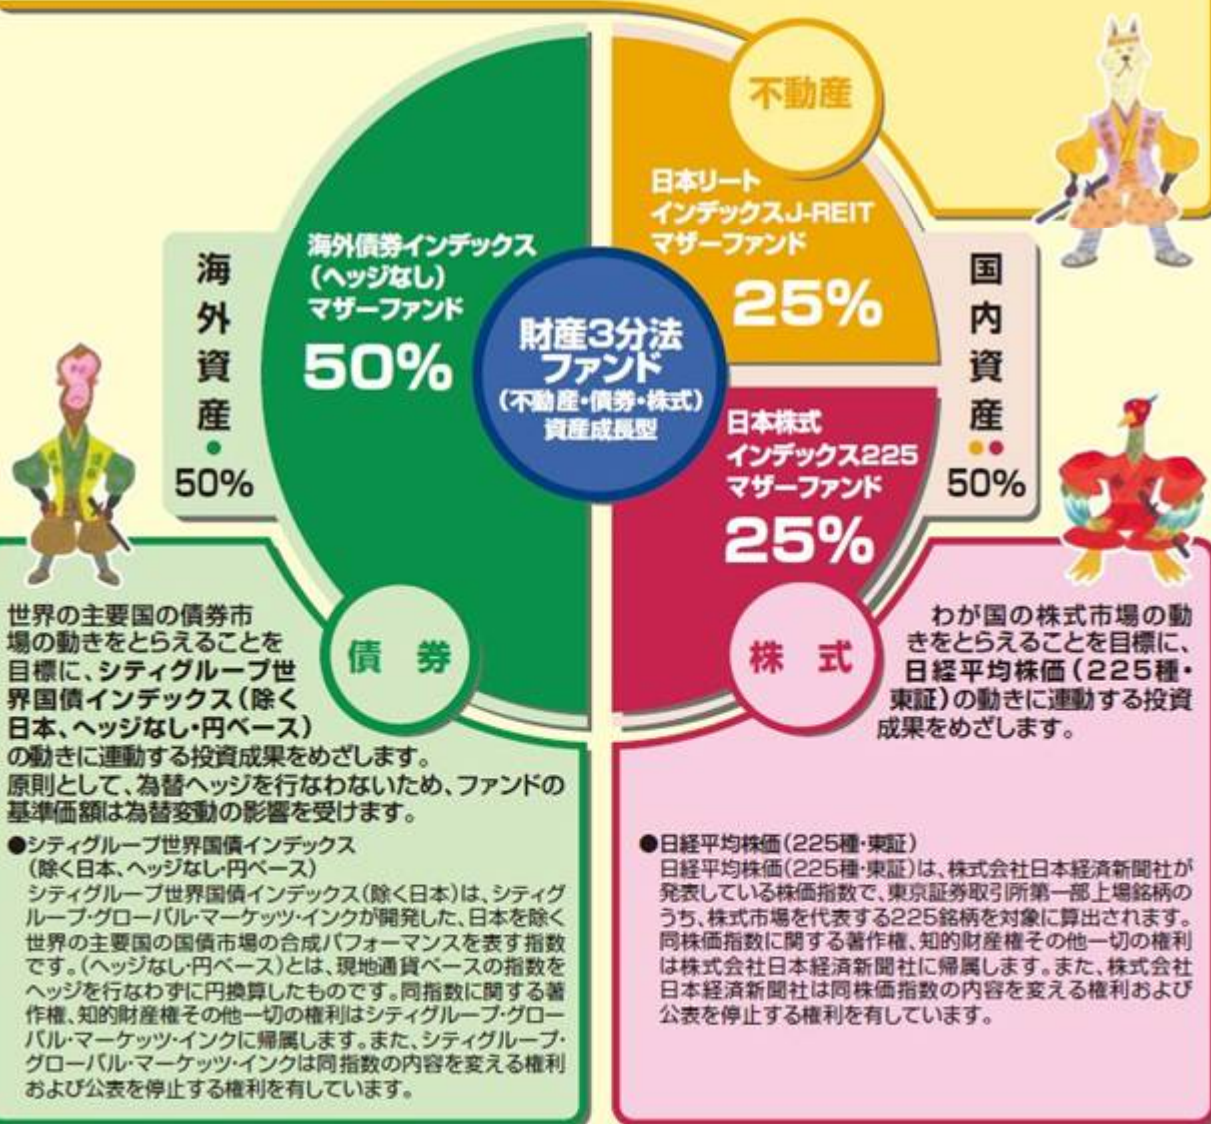 不動産
日本リート
インデックスJ-REIT
マザーファンド
25%
海外債券インデックス
(ヘッジなし)
マザーファンド
50%
海外資産
50%
国内資産
50%
財産3分法
ファンド
(不動産・債券・株式)
資産成長型
日本株式
インデックス225
マザーファンド
25%
債券
株式
世界の主要国の債券市
場の動きをとらえることを
目標に、シティグループ世
界国債インデックス(除く
日本、ヘッジなし・円ベース)
の動きに連動する投資成果をめざします。
原則として、為替ヘッジを行なわないため、ファンドの
基準価額は為替変動の影響を受けます。
●シティグループ世界国債インデックス
(除く日本、ヘッジなし・円ベース)
シティグループ世界国債インデックス(除く日本)は、シティグ
ループ・グローバル・マーケッツ・インクが開発した、日本を除く
世界の主要国の国債市場の合成パフォーマンスを表す指数
です。(ヘッジなし・円ベース)とは、現地通貨ベースの指数を
ヘッジを行なわずに円換算したものです。同指数に関する著
作権、知的財産権その他一切の権利はシティグループ・グロー
バル・マーケッツ・インクに帰属します。また、シティグループ・
グローバル・マーケッツ・インクは同指数の内容を変える権利
および公表を停止する権利を有しています。
わが国の株式市場の動
きをとらえることを目標に、
日経平均株価(225種・
東証)の動きに連動する投資
成果をめざします。
●日経平均株価(225種・東証)
日経平均株価(225種・東証)は、株式会社日本経済新聞社が
発表している株価指数で、東京証券取引所第一部上場銘柄の
うち、株式市場を代表する225銘柄を対象に算出されます。
同株価指数に関する著作権、知的財産権その他一切の権利
は株式会社日本経済新聞社に帰属します。また、株式会社
日本経済新聞社は同株価指数の内容を変える権利および
公表を停止する権利を有しています。